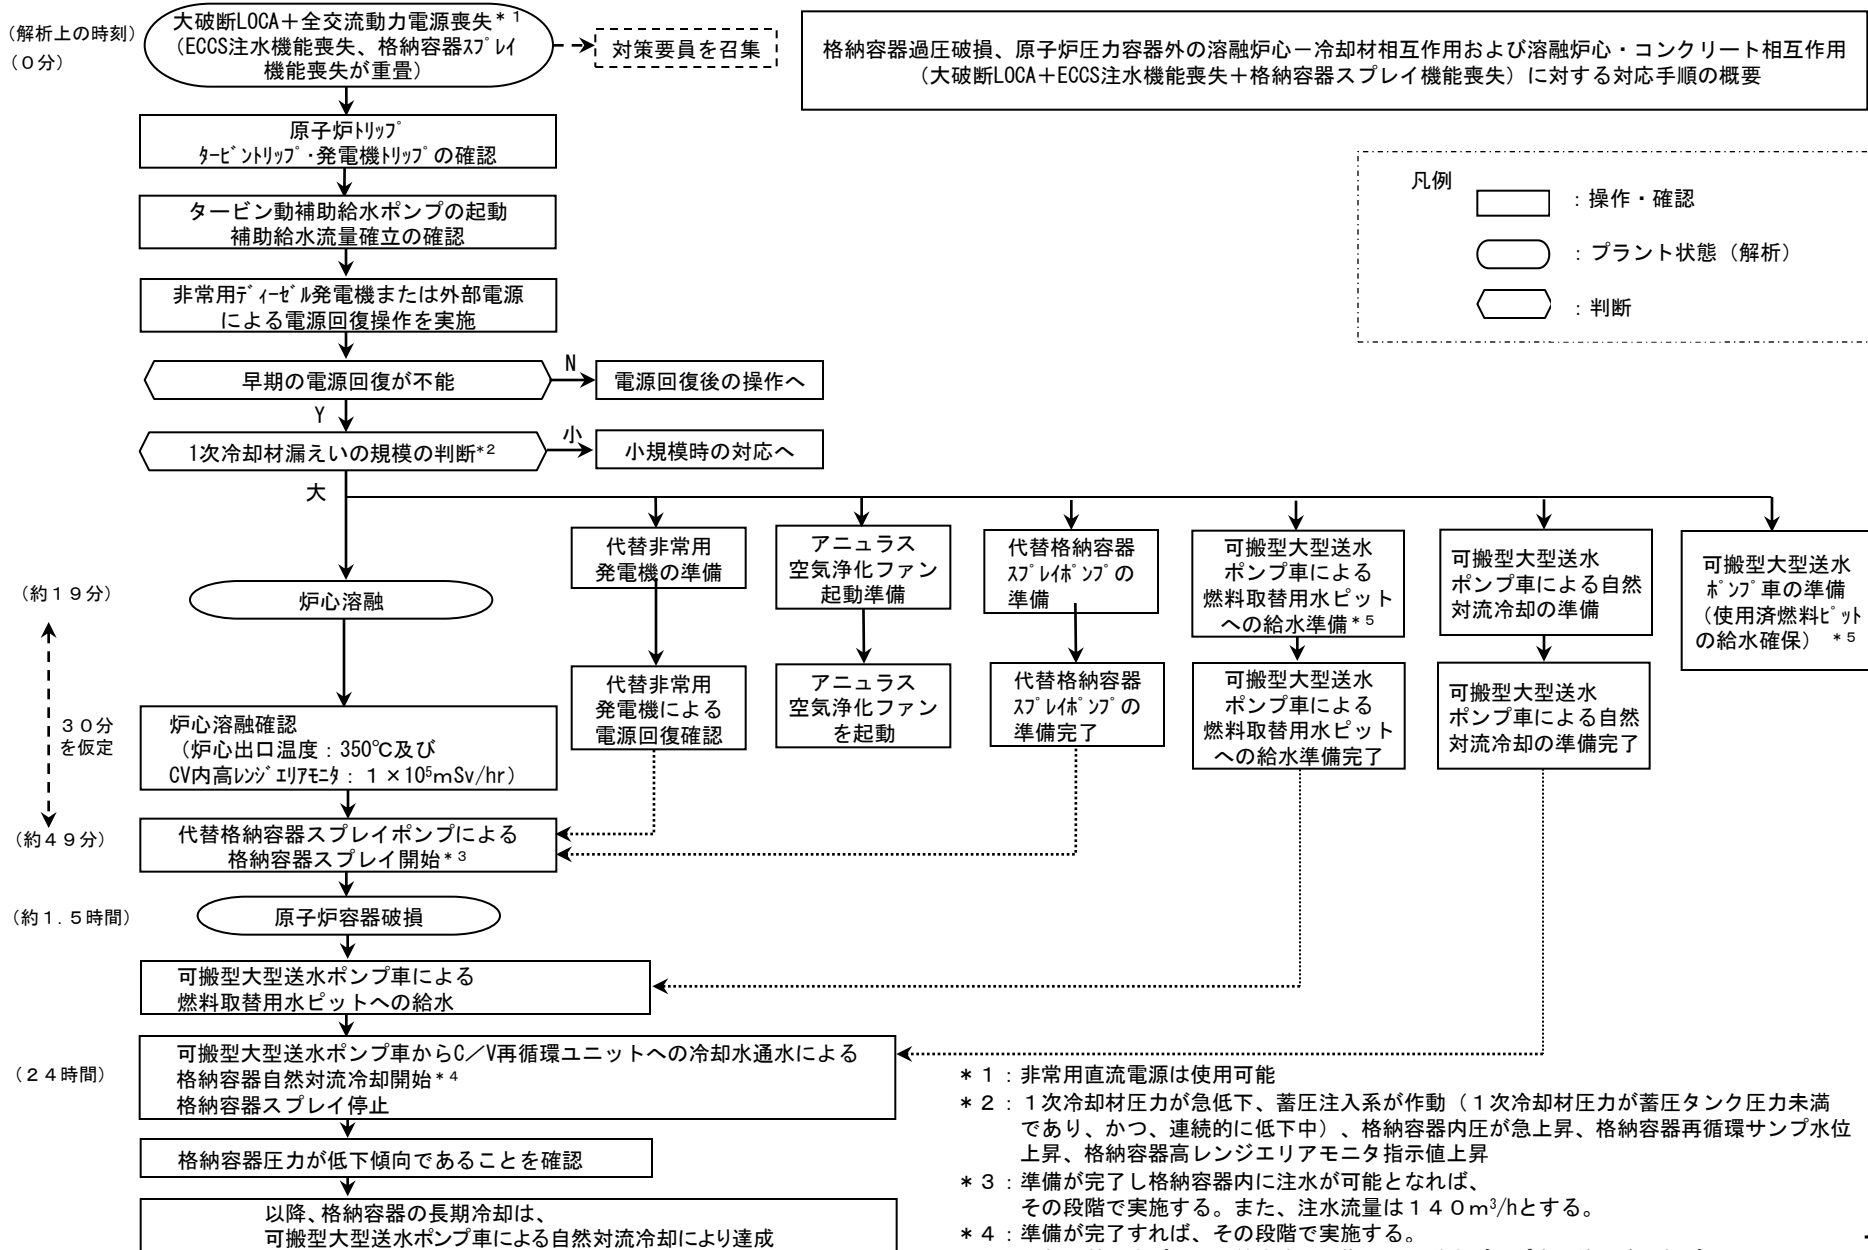 （解析上の時刻）
（０分）
大破断LOCA＋全交流動力電源喪失＊１
（ECCS注水機能喪失、格納容器ｽﾌﾟﾚｲ
機能喪失が重畳）
対策要員を召集
格納容器過圧破損、原子炉圧力容器外の溶融炉心－冷却材相互作用および溶融炉心・コンクリート相互作用
（大破断LOCA＋ECCS注水機能喪失＋格納容器スプレイ機能喪失）に対する対応手順の概要
原子炉ﾄﾘｯﾌﾟ
ﾀｰﾋﾞﾝﾄﾘｯﾌﾟ・発電機ﾄﾘｯﾌﾟの確認
タービン動補助給水ポンプの起動
補助給水流量確立の確認
非常用ﾃﾞｨｰｾﾞﾙ発電機または外部電源
による電源回復操作を実施
早期の電源回復が不能
N
電源回復後の操作へ
Y
1次冷却材漏えいの規模の判断＊２
小
小規模時の対応へ
大
凡例
：操作・確認
：プラント状態（解析）
：判断
代替非常用
発電機の準備
アニュラス
空気浄化ファン
起動準備
代替格納容器
ｽﾌﾟﾚｲﾎﾟﾝﾌﾟの
準備
可搬型大型送水
ポンプ車による
燃料取替用水ピット
への給水準備＊５
可搬型大型送水
ポンプ車による自然
対流冷却の準備
可搬型大型送水
ﾎﾟﾝﾌﾟ車の準備
（使用済燃料ﾋﾟｯﾄ
の給水確保）＊５
（約１９分）
炉心溶融
３０分
を仮定
代替非常用
発電機による
電源回復確認
アニュラス
空気浄化ファン
を起動
代替格納容器
ｽﾌﾟﾚｲﾎﾟﾝﾌﾟの
準備完了
可搬型大型送水
ポンプ車による
燃料取替用水ピット
への給水準備完了
可搬型大型送水
ポンプ車による自然
対流冷却の準備完了
炉心溶融確認
（炉心出口温度：350℃及び
CV内高ﾚﾝｼﾞｴﾘｱﾓﾆﾀ：１×10⁵mSv/hr）
（約４９分）
代替格納容器スプレイポンプによる
格納容器スプレイ開始＊３
（約１.５時間）
原子炉容器破損
可搬型大型送水ポンプ車による
燃料取替用水ピットへの給水
（２４時間）
可搬型大型送水ポンプ車からC／V再循環ユニットへの冷却水通水による
格納容器自然対流冷却開始＊４
格納容器スプレイ停止
格納容器圧力が低下傾向であることを確認
以降、格納容器の長期冷却は、
可搬型大型送水ポンプ車による自然対流冷却により達成
＊１：非常用直流電源は使用可能
＊２：１次冷却材圧力が急低下、蓄圧注入系が作動（１次冷却材圧力が蓄圧タンク圧力未満
であり、かつ、連続的に低下中）、格納容器内圧が急上昇、格納容器再循環サンプ水位
上昇、格納容器高レンジエリアモニタ指示値上昇
＊３：準備が完了し格納容器内に注水が可能となれば、
その段階で実施する。また、注水流量は１４０m³/hとする。
＊４：準備が完了すれば、その段階で実施する。